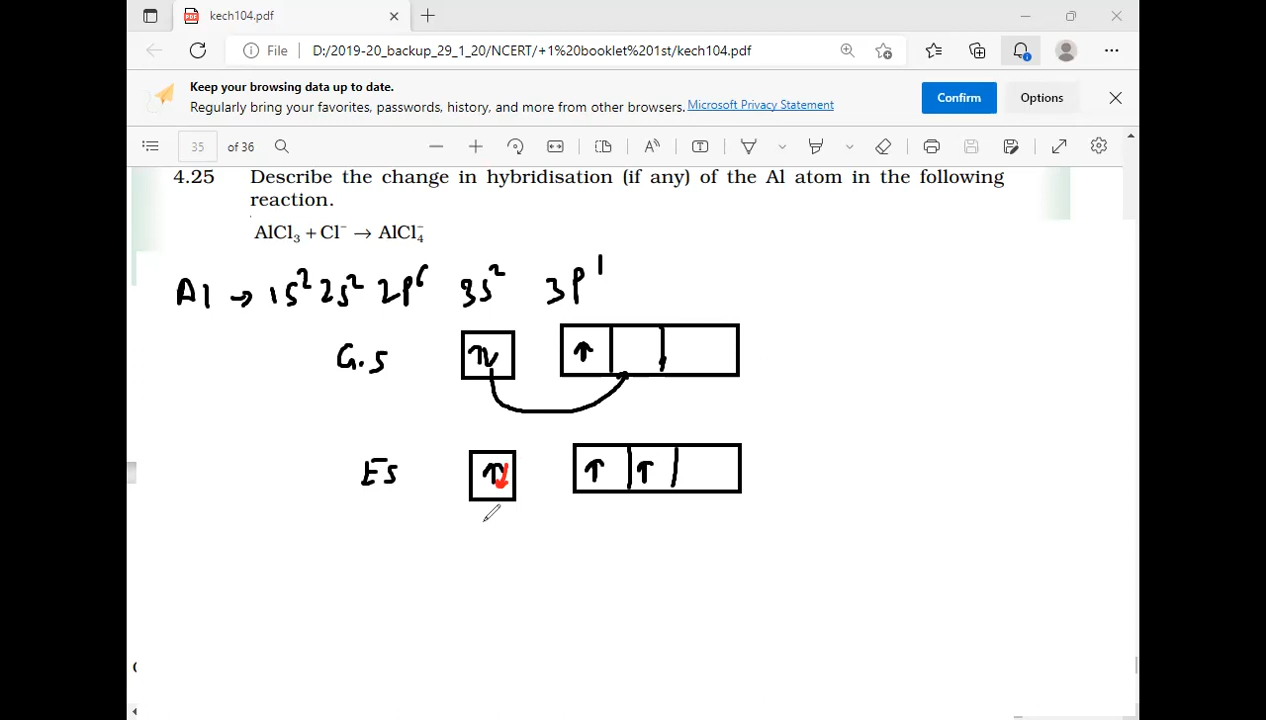 kech104.pdf
File D:/2019-20_backup_29_1_20/NCERT/+1%20booklet%201st/kech104.pdf
Keep your browsing data up to date.
Regularly bring your favorites, passwords, history, and more from other browsers. Microsoft Privacy Statement
Confirm
Options
35 of 36
4.25 Describe the change in hybridisation (if any) of the Al atom in the following
reaction.
AlCl₃ + Cl⁻ → AlCl₄⁻
Al → 1s² 2s² 2p⁶ 3s² 3p¹
G.S ↑↓ ↑
ES ↑↓ ↑ ↑